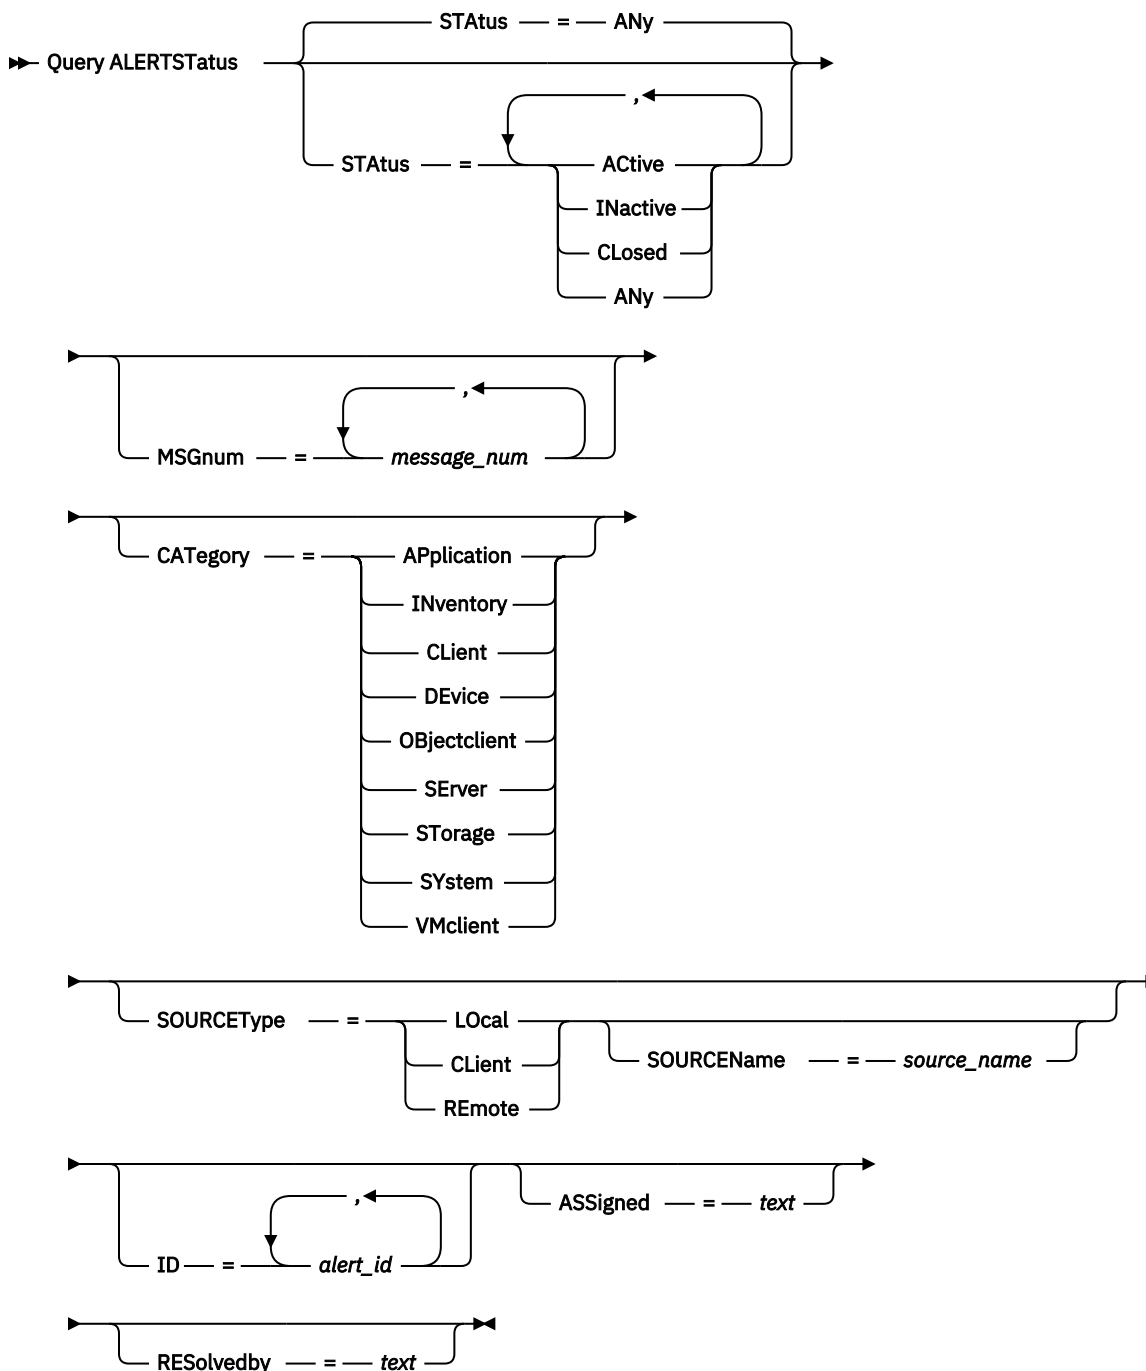 STAtus = ANy
Query ALERTSTatus
,
STAtus = ACtive
INactive
CLosed
ANy
,
MSGnum = message_num
CATegory = APplication
INventory
CLient
DEvice
OBjectclient
SErver
STorage
SYstem
VMclient
SOURCEType = LOcal
SOURCEName = source_name
CLient
REmote
,
ASSigned = text
ID = alert_id
RESolvedby = text